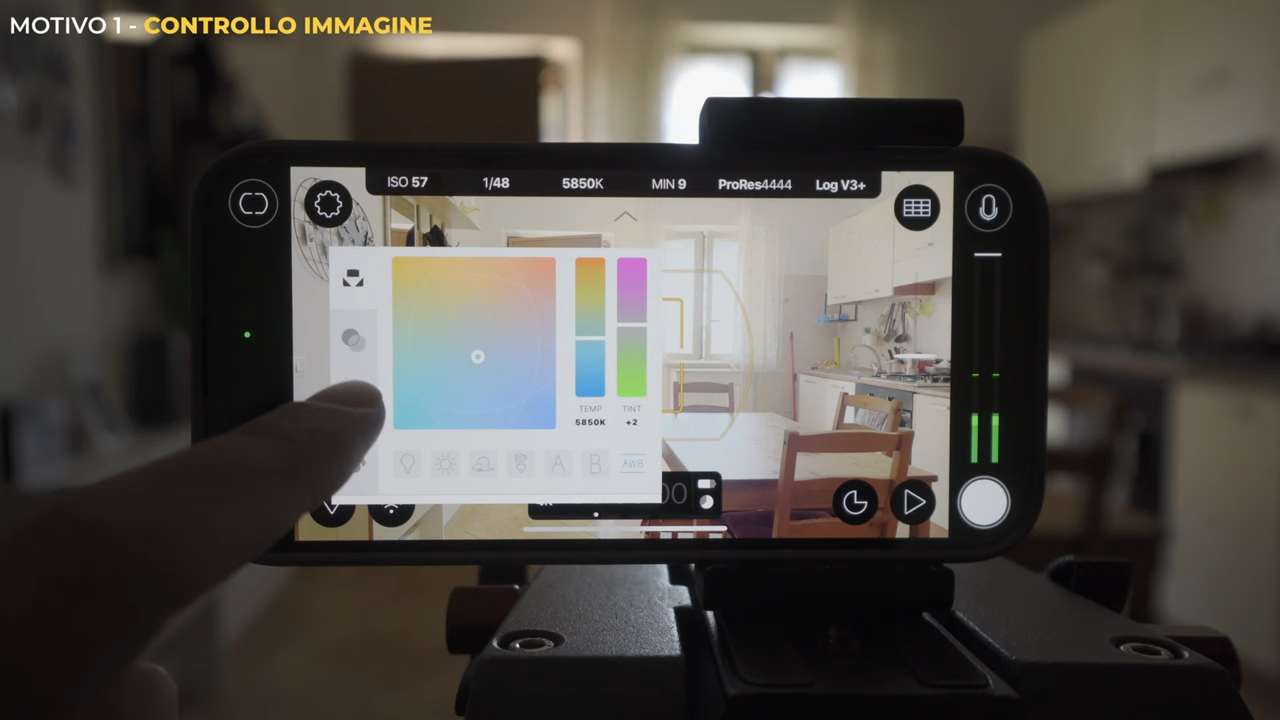 MOTIVO 1 - CONTROLLO IMMAGINE
ISO 57 1/48 5850K MIN 9 ProRes4444 Log V3+
TEMP TINT
5850K +2
A B AWB